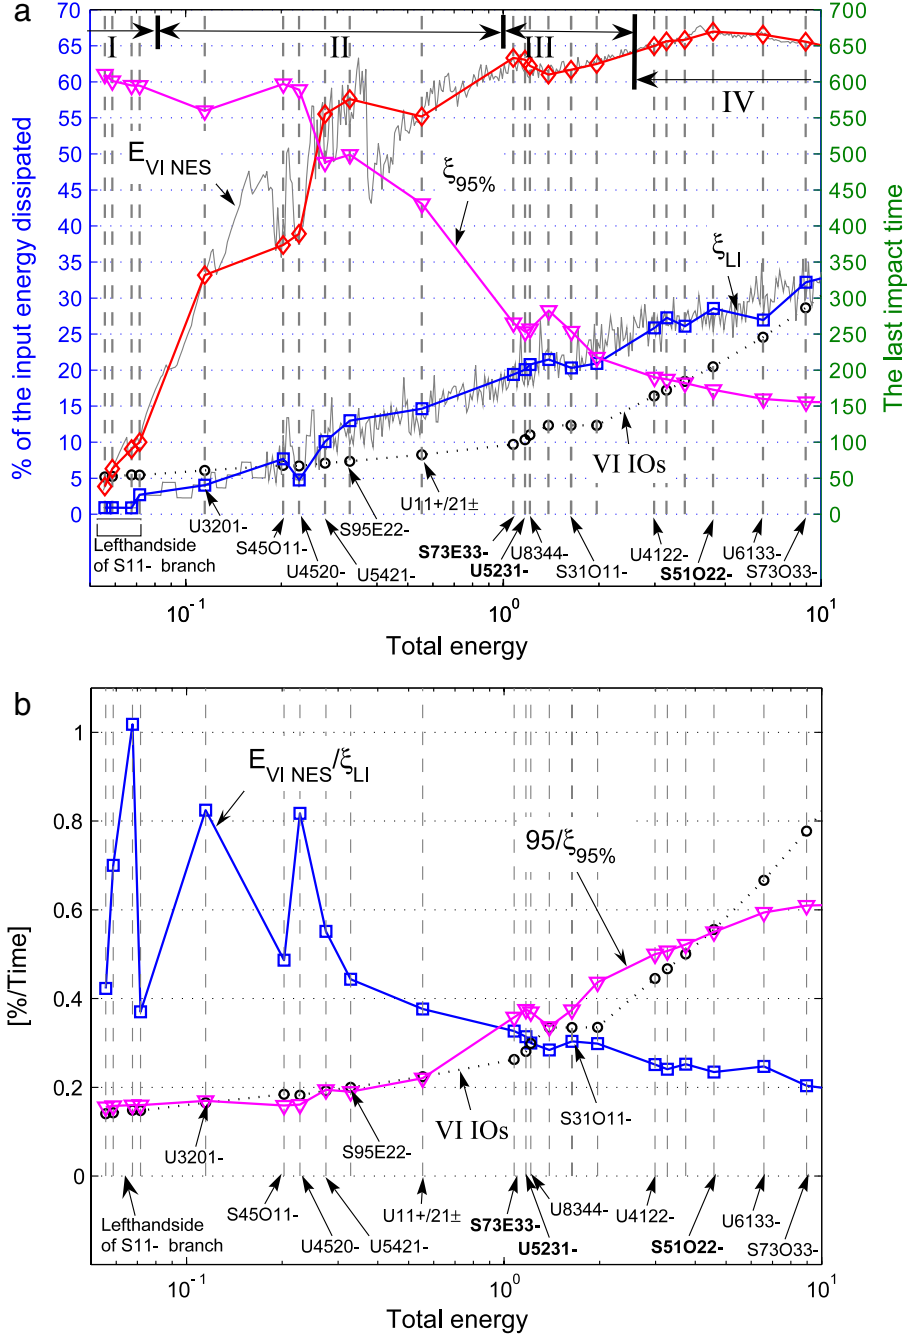 a
% of the input energy dissipated
70
65
60
55
50
45
40
35
30
25
20
15
10
5
0
I
II
III
IV
E VI NES
ξ95%
ξLI
VI IOs
U3201-
S45O11-
U4520-
U5421-
S95E22-
U11+/21±
S73E33-
U5231-
U8344-
S31O11-
U4122-
S51O22-
U6133-
S73O33-
Lefthandside
of S11- branch
700
650
600
550
500
450
400
350
300
250
200
150
100
50
0
The last impact time
10^-1
10^0
10^1
Total energy
b
[%/Time]
1
0.8
0.6
0.4
0.2
0
E VI NES/ξLI
95/ξ95%
VI IOs
S31O11-
U3201-
S95E22-
Lefthandside
of S11- branch
S45O11-
U4520-
U5421-
U11+/21±
S73E33-
U5231-
U8344-
U4122-
S51O22-
U6133-
S73O33-
10^-1
10^0
10^1
Total energy